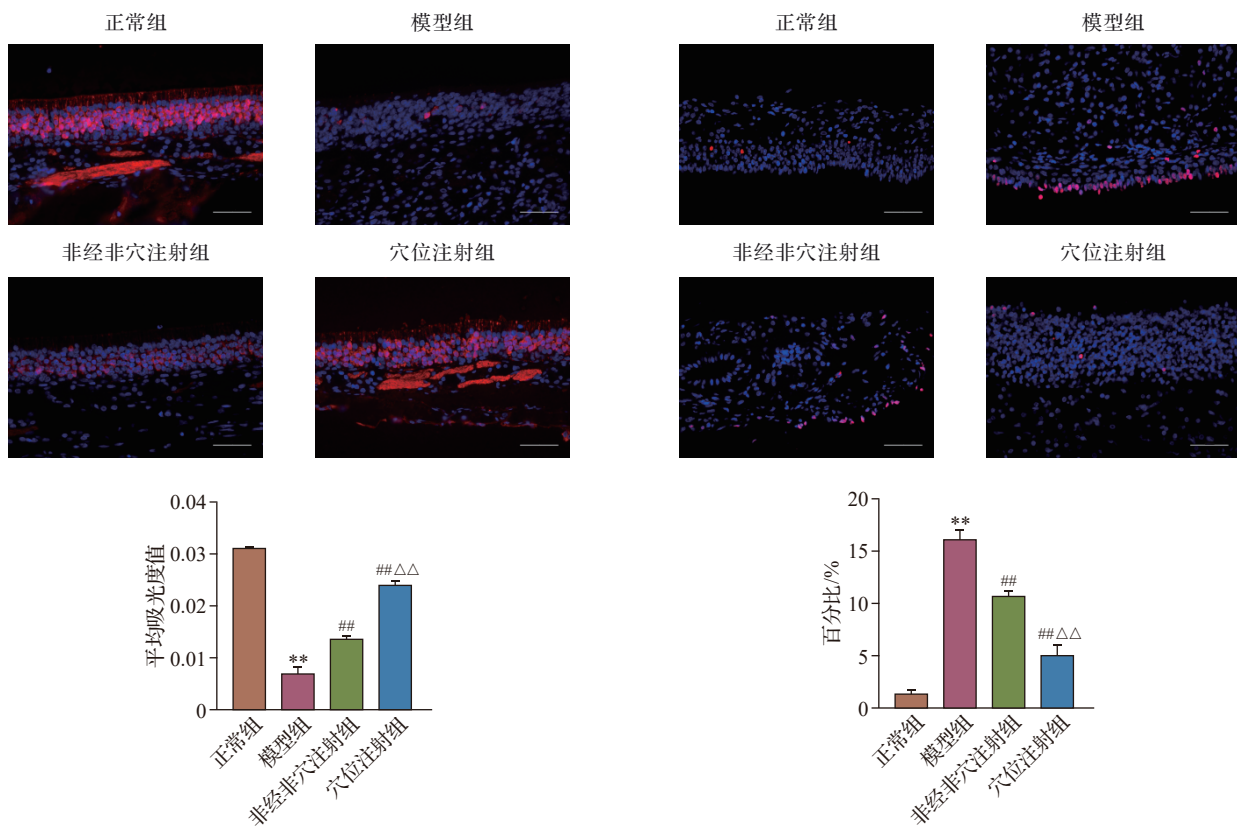 正常组
模型组
非经非穴注射组
穴位注射组
正常组
模型组
非经非穴注射组
穴位注射组
平均吸光度值
0.04
0.03
0.02
0.01
0
**
##
##△△
正常组
模型组
非经非穴注射组
穴位注射组
百分比/%
20
15
10
5
0
**
##
##△△
正常组
模型组
非经非穴注射组
穴位注射组